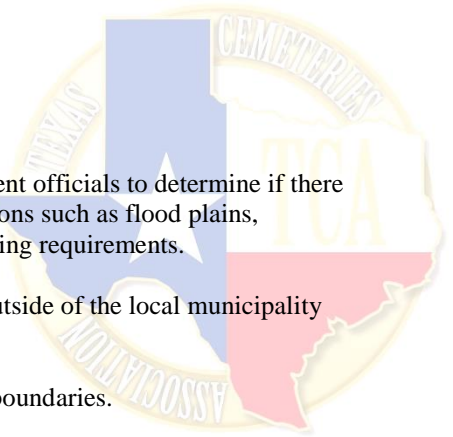 TEXAS CEMETERIES
ASSOCIATION
TCA
ent officials to determine if there
ons such as flood plains,
ing requirements.
utside of the local municipality
boundaries.